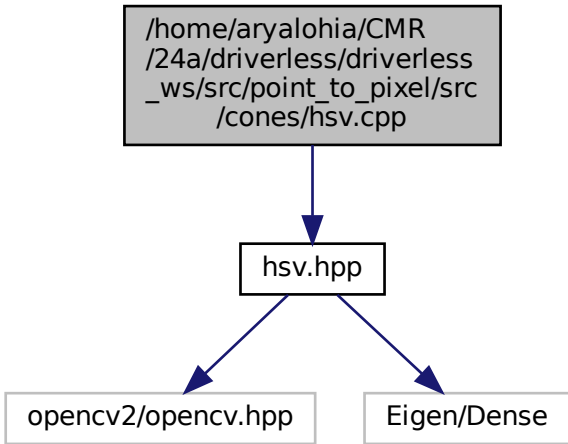 /home/aryalohia/CMR
/24a/driverless/driverless
_ws/src/point_to_pixel/src
/cones/hsv.cpp
hsv.hpp
opencv2/opencv.hpp
Eigen/Dense